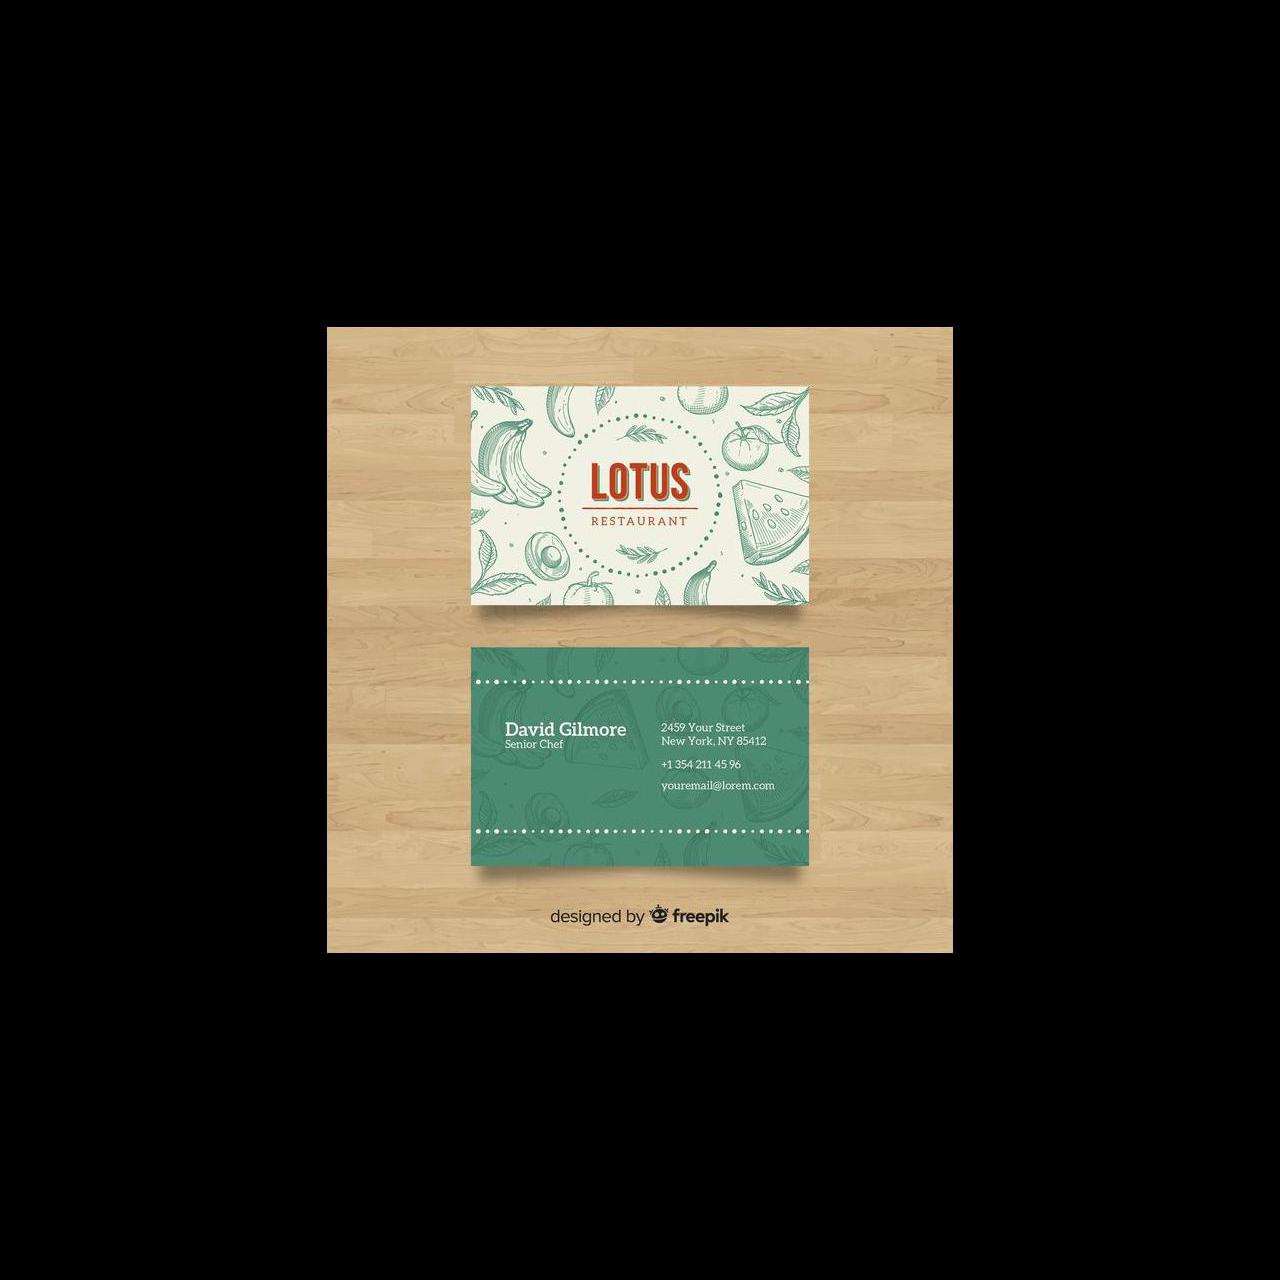 LOTUS
RESTAURANT
David Gilmore
Senior Chef
2459 Your Street
New York, NY 85412
+1 354 211 45 96
youremail@lorem.com
designed by freepik